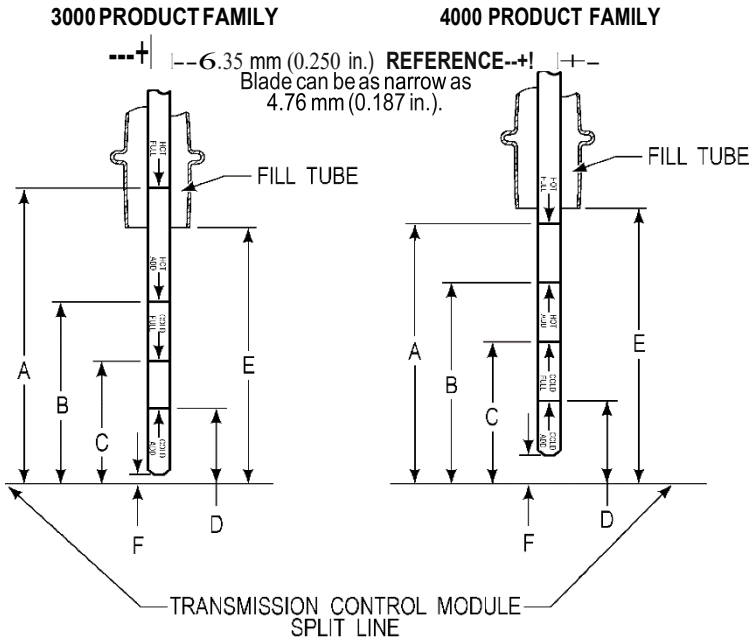 3000 PRODUCT FAMILY
4000 PRODUCT FAMILY
---+ --6.35 mm (0.250 in.) REFERENCE--+! -+-
Blade can be as narrow as
4.76 mm (0.187 in.).
HOT
FULL
FILL TUBE
HOT
FULL
FILL TUBE
HOT
ADD
COLD
FULL
COLD
ADD
HOT
ADD
COLD
FULL
COLD
ADD
A
B
C
E
D
F
A
B
C
E
D
F
TRANSMISSION CONTROL MODULE
SPLIT LINE